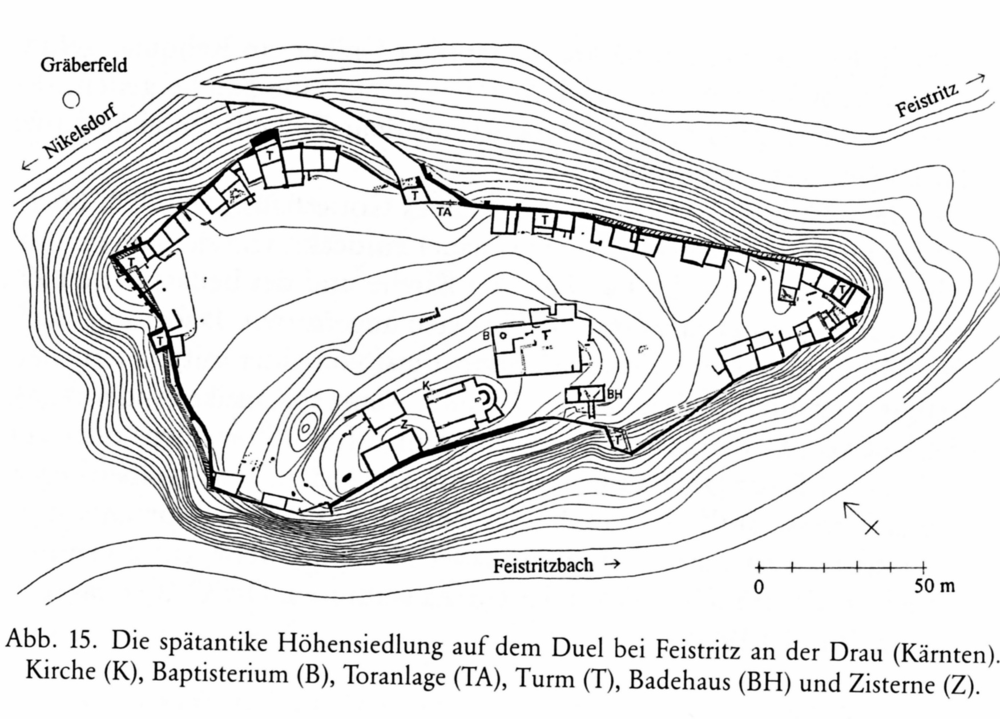 Gräberfeld
Nikelsdorf
Feistritz
T
T
TA
T
T
T
T
B
T
K
BH
Z
T
Feistritzbach
0 50 m
Abb. 15. Die spätantike Höhensiedlung auf dem Duel bei Feistritz an der Drau (Kärnten).
Kirche (K), Baptisterium (B), Toranlage (TA), Turm (T), Badehaus (BH) und Zisterne (Z).